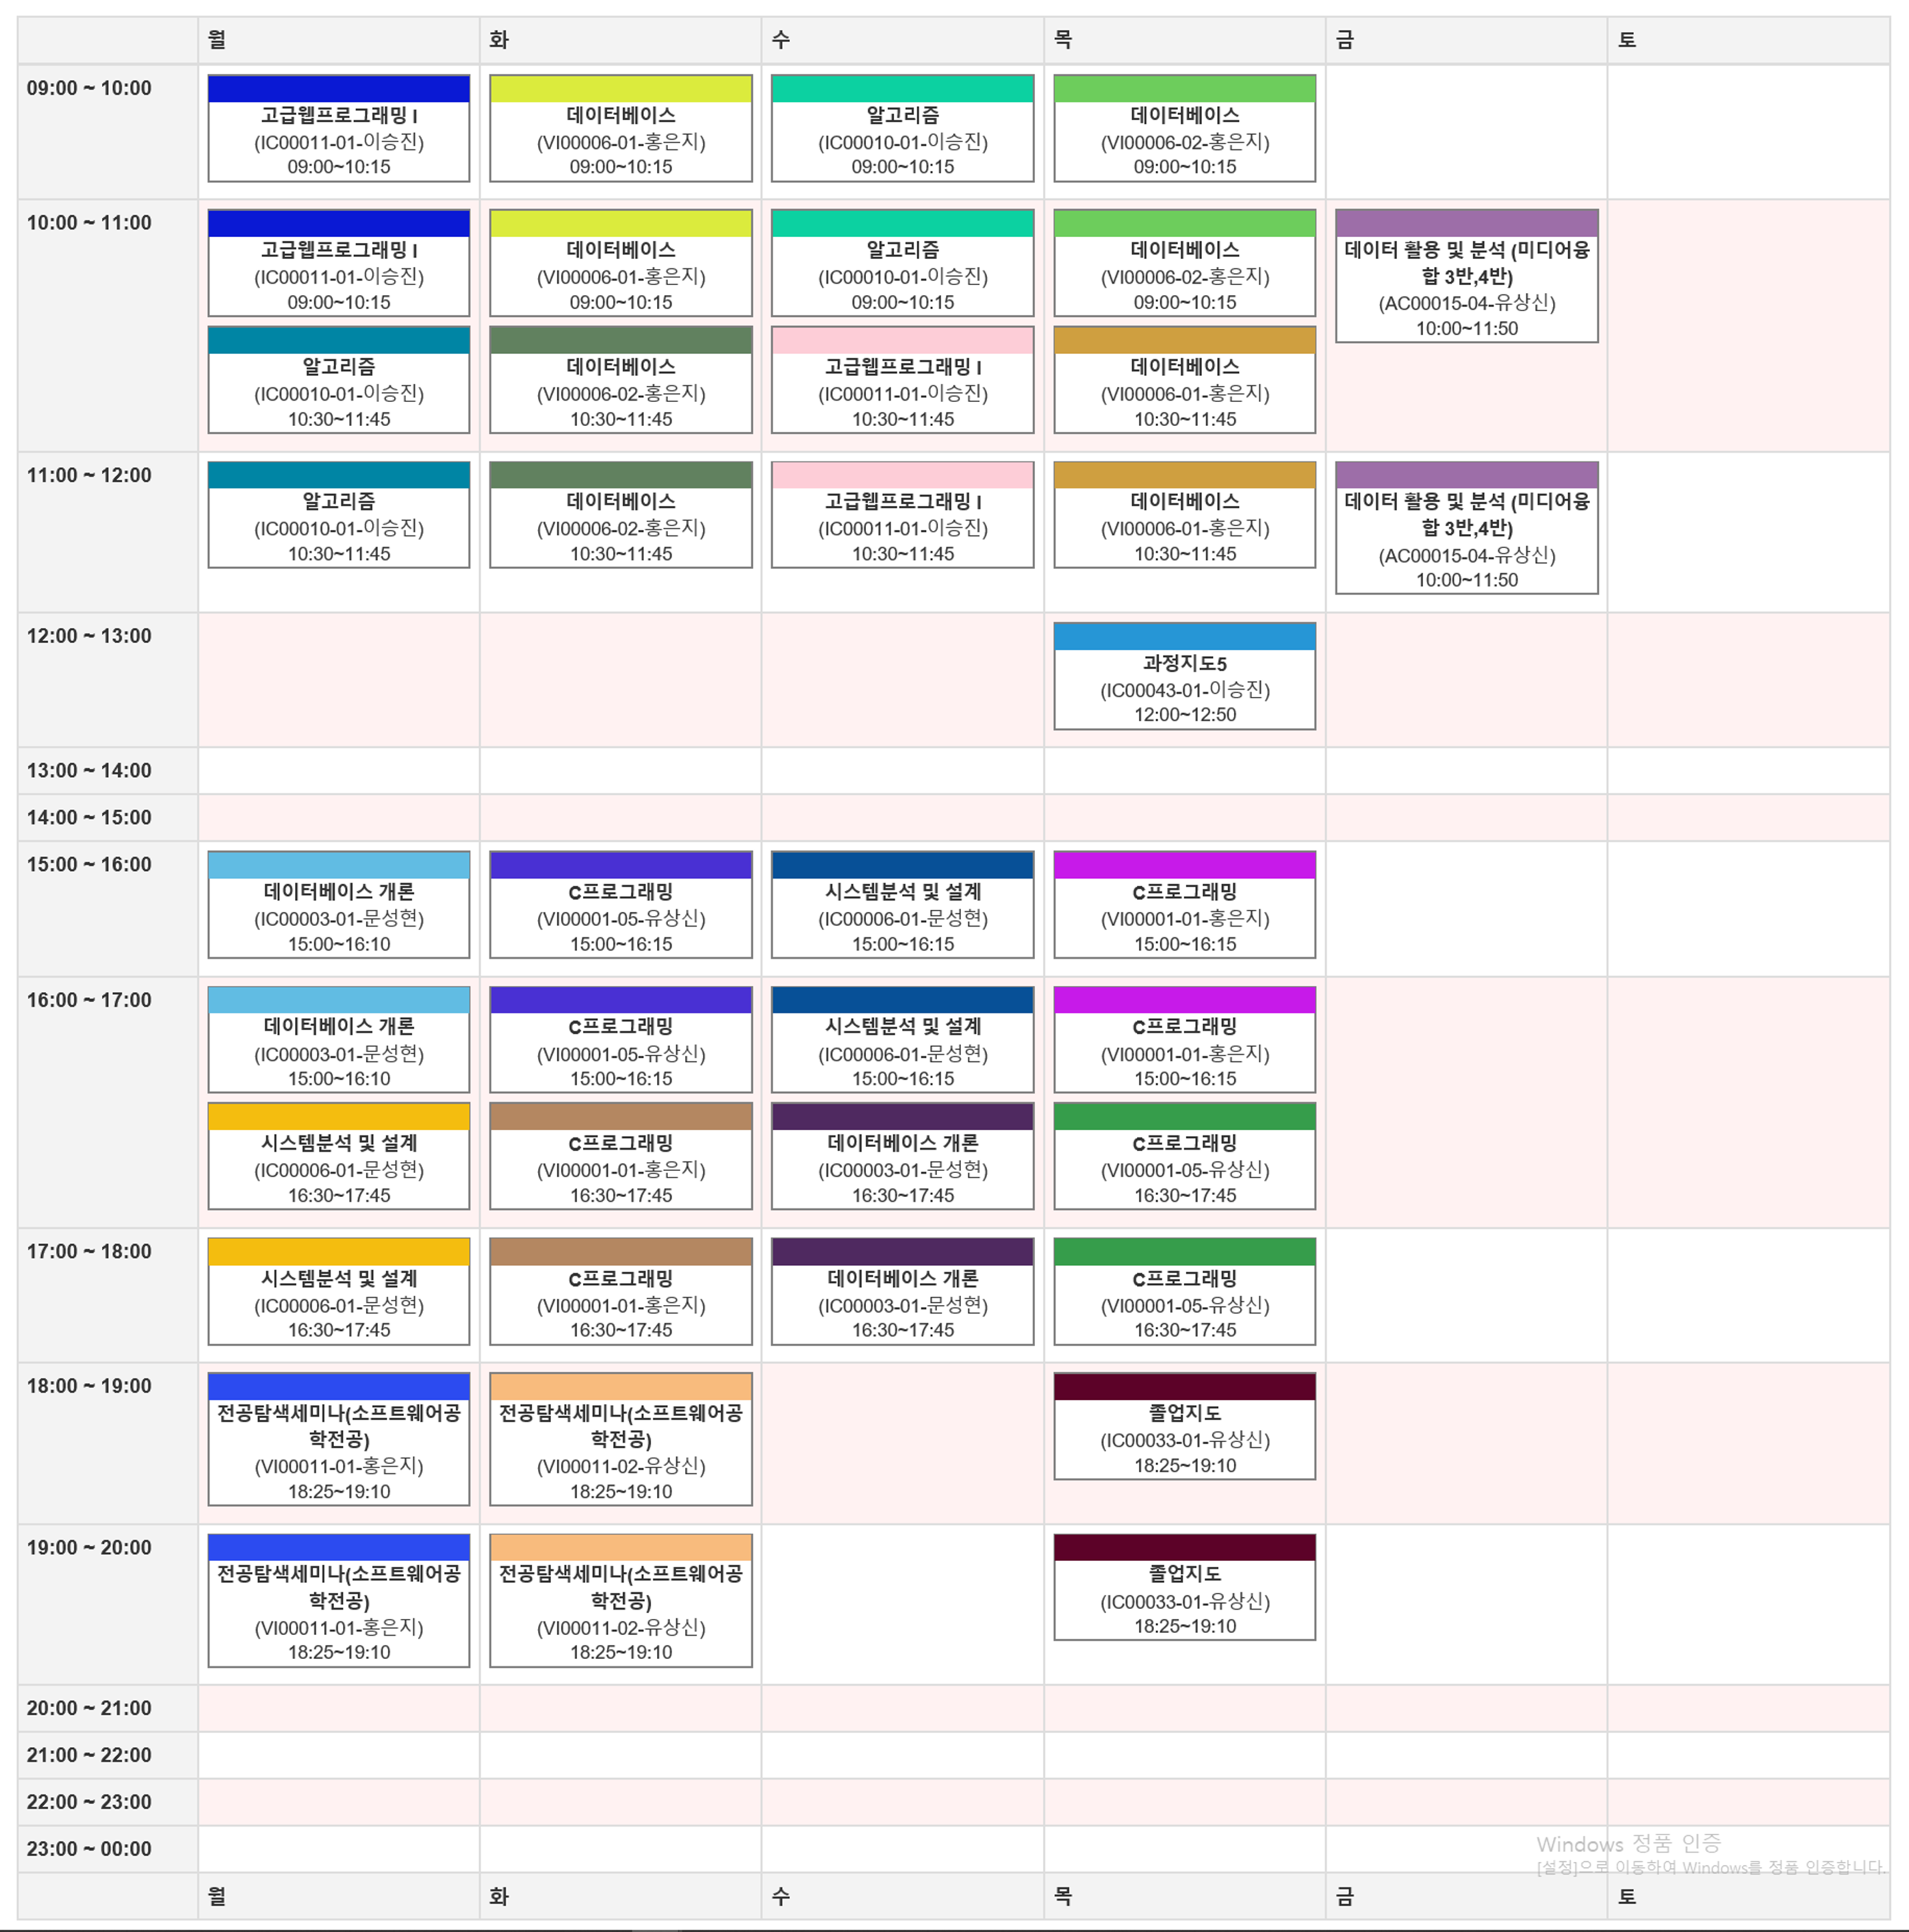 월 화 수 목 금 토
09:00 ~ 10:00
고급웹프로그래밍 I
(IC00011-01-이승진)
09:00~10:15
데이터베이스
(VI00006-01-홍은지)
09:00~10:15
알고리즘
(IC00010-01-이승진)
09:00~10:15
데이터베이스
(VI00006-02-홍은지)
09:00~10:15
10:00 ~ 11:00
고급웹프로그래밍 I
(IC00011-01-이승진)
09:00~10:15
알고리즘
(IC00010-01-이승진)
10:30~11:45
데이터베이스
(VI00006-01-홍은지)
09:00~10:15
데이터베이스
(VI00006-02-홍은지)
10:30~11:45
알고리즘
(IC00010-01-이승진)
09:00~10:15
고급웹프로그래밍 I
(IC00011-01-이승진)
10:30~11:45
데이터베이스
(VI00006-02-홍은지)
09:00~10:15
데이터베이스
(VI00006-01-홍은지)
10:30~11:45
데이터 활용 및 분석 (미디어융
합 3반,4반)
(AC00015-04-유상신)
10:00~11:50
11:00 ~ 12:00
알고리즘
(IC00010-01-이승진)
10:30~11:45
데이터베이스
(VI00006-02-홍은지)
10:30~11:45
고급웹프로그래밍 I
(IC00011-01-이승진)
10:30~11:45
데이터베이스
(VI00006-01-홍은지)
10:30~11:45
데이터 활용 및 분석 (미디어융
합 3반,4반)
(AC00015-04-유상신)
10:00~11:50
12:00 ~ 13:00
과정지도5
(IC00043-01-이승진)
12:00~12:50
13:00 ~ 14:00
14:00 ~ 15:00
15:00 ~ 16:00
데이터베이스 개론
(IC00003-01-문성현)
15:00~16:10
C프로그래밍
(VI00001-05-유상신)
15:00~16:15
시스템분석 및 설계
(IC00006-01-문성현)
15:00~16:15
C프로그래밍
(VI00001-01-홍은지)
15:00~16:15
16:00 ~ 17:00
데이터베이스 개론
(IC00003-01-문성현)
15:00~16:10
시스템분석 및 설계
(IC00006-01-문성현)
16:30~17:45
C프로그래밍
(VI00001-05-유상신)
15:00~16:15
C프로그래밍
(VI00001-01-홍은지)
16:30~17:45
시스템분석 및 설계
(IC00006-01-문성현)
15:00~16:15
데이터베이스 개론
(IC00003-01-문성현)
16:30~17:45
C프로그래밍
(VI00001-01-홍은지)
15:00~16:15
C프로그래밍
(VI00001-05-유상신)
16:30~17:45
17:00 ~ 18:00
시스템분석 및 설계
(IC00006-01-문성현)
16:30~17:45
C프로그래밍
(VI00001-01-홍은지)
16:30~17:45
데이터베이스 개론
(IC00003-01-문성현)
16:30~17:45
C프로그래밍
(VI00001-05-유상신)
16:30~17:45
18:00 ~ 19:00
전공탐색세미나(소프트웨어공
학전공)
(VI00011-01-홍은지)
18:25~19:10
전공탐색세미나(소프트웨어공
학전공)
(VI00011-02-유상신)
18:25~19:10
졸업지도
(IC00033-01-유상신)
18:25~19:10
19:00 ~ 20:00
전공탐색세미나(소프트웨어공
학전공)
(VI00011-01-홍은지)
18:25~19:10
전공탐색세미나(소프트웨어공
학전공)
(VI00011-02-유상신)
18:25~19:10
졸업지도
(IC00033-01-유상신)
18:25~19:10
20:00 ~ 21:00
21:00 ~ 22:00
22:00 ~ 23:00
23:00 ~ 00:00
Windows 정품 인증
[설정]으로 이동하여 Windows를 정품 인증합니다.
월 화 수 목 금 토